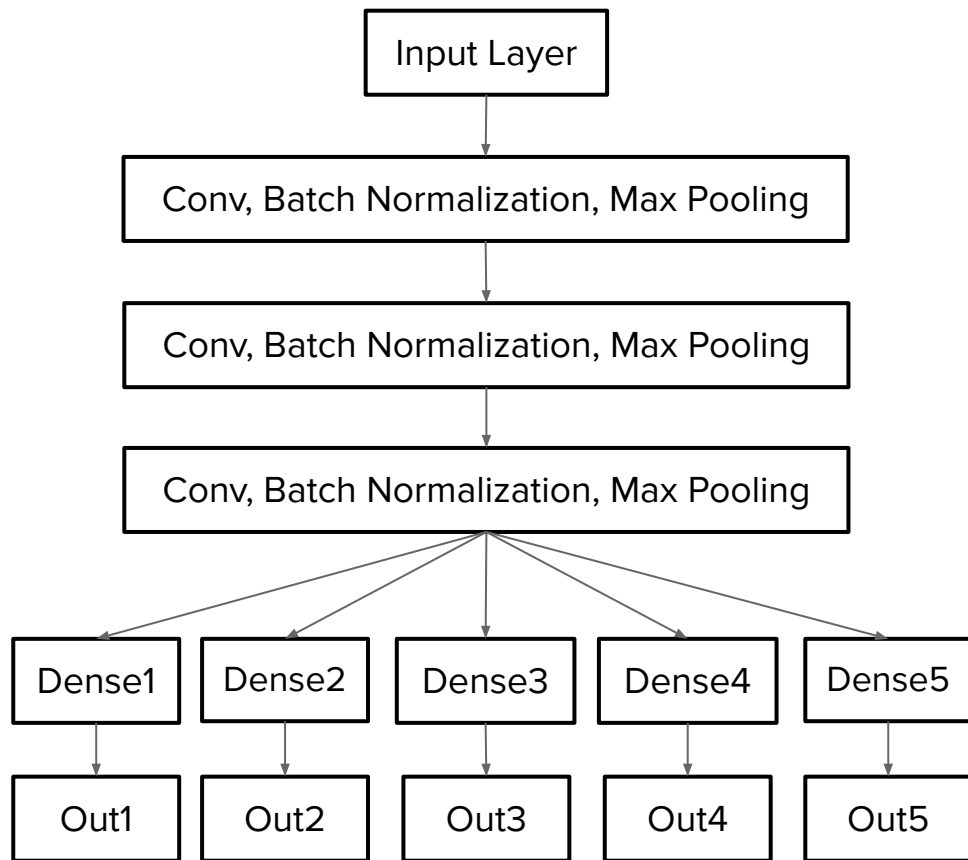 Input Layer
Conv, Batch Normalization, Max Pooling
Conv, Batch Normalization, Max Pooling
Conv, Batch Normalization, Max Pooling
Dense1 Dense2 Dense3 Dense4 Dense5
Out1 Out2 Out3 Out4 Out5